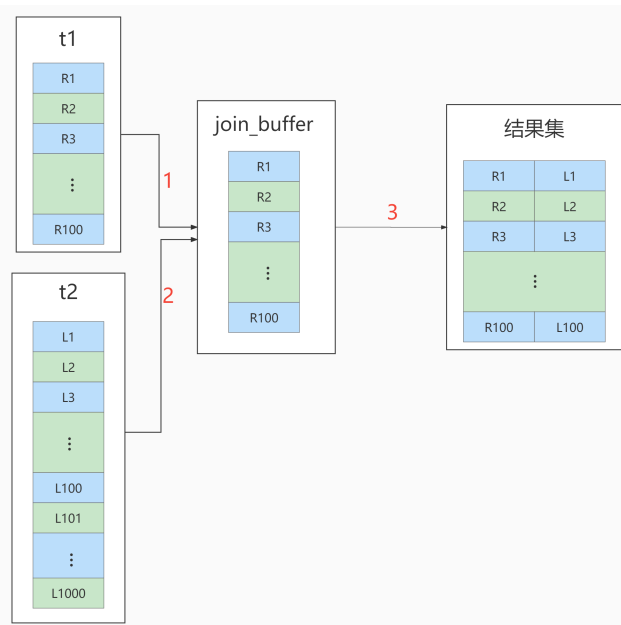 t1
R1
R2
R3
⋮
R100
1
t2
L1
L2
L3
⋮
L100
L101
⋮
L1000
2
join_buffer
R1
R2
R3
⋮
R100
3
结果集
R1 L1
R2 L2
R3 L3
⋮
R100 L100